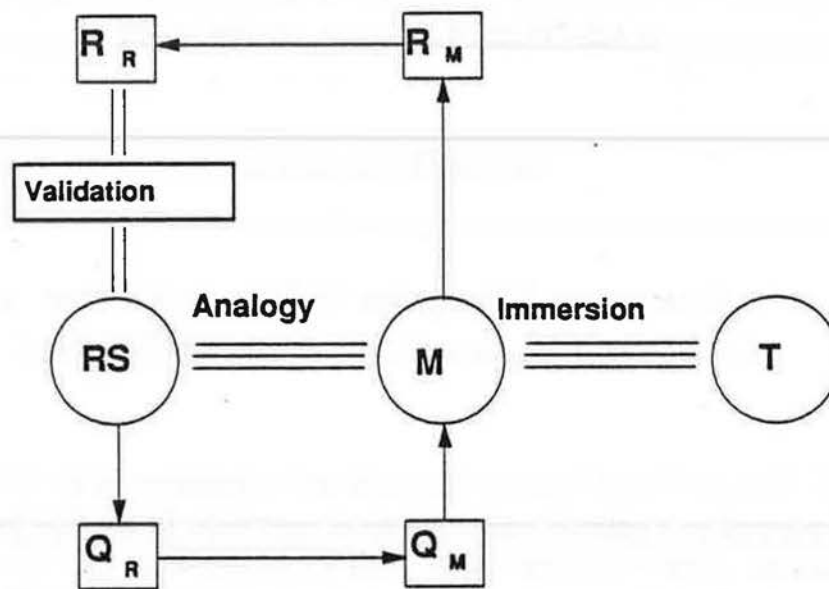 R R
R M
Validation
Analogy
Immersion
RS
M
T
Q R
Q M